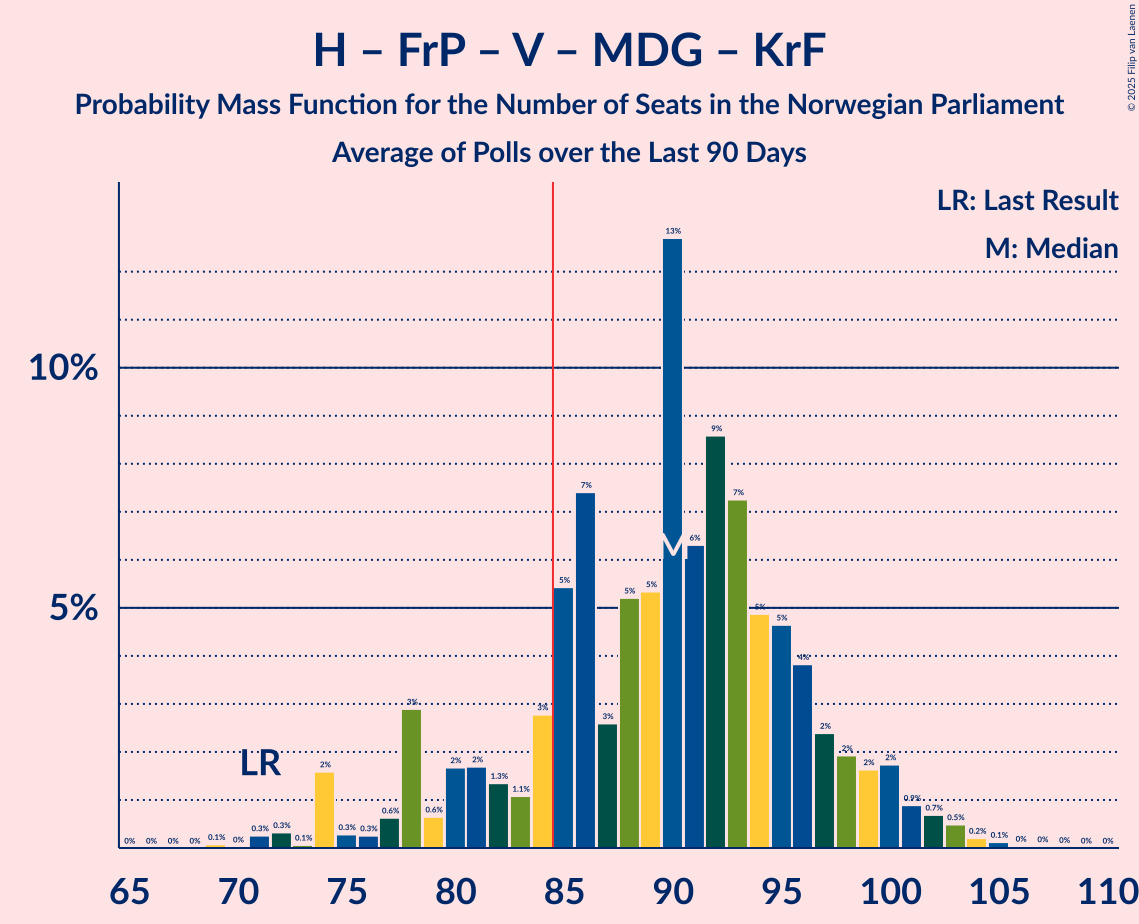 H – FrP – V – MDG – KrF
Probability Mass Function for the Number of Seats in the Norwegian Parliament
Average of Polls over the Last 90 Days
© 2025 Filip van Laenen
LR: Last Result
M: Median
10%
5%
LR
M
0% 0% 0% 0% 0.1% 0% 0.3% 0.3% 0.1% 2% 0.3% 0.3% 0.6% 3% 0.6% 2% 2% 1.3% 1.1% 3% 5% 7% 3% 5% 5% 13% 6% 9% 7% 5% 5% 4% 2% 2% 2% 2% 0.9% 0.7% 0.5% 0.2% 0.1% 0% 0% 0% 0% 0%
65 70 75 80 85 90 95 100 105 110